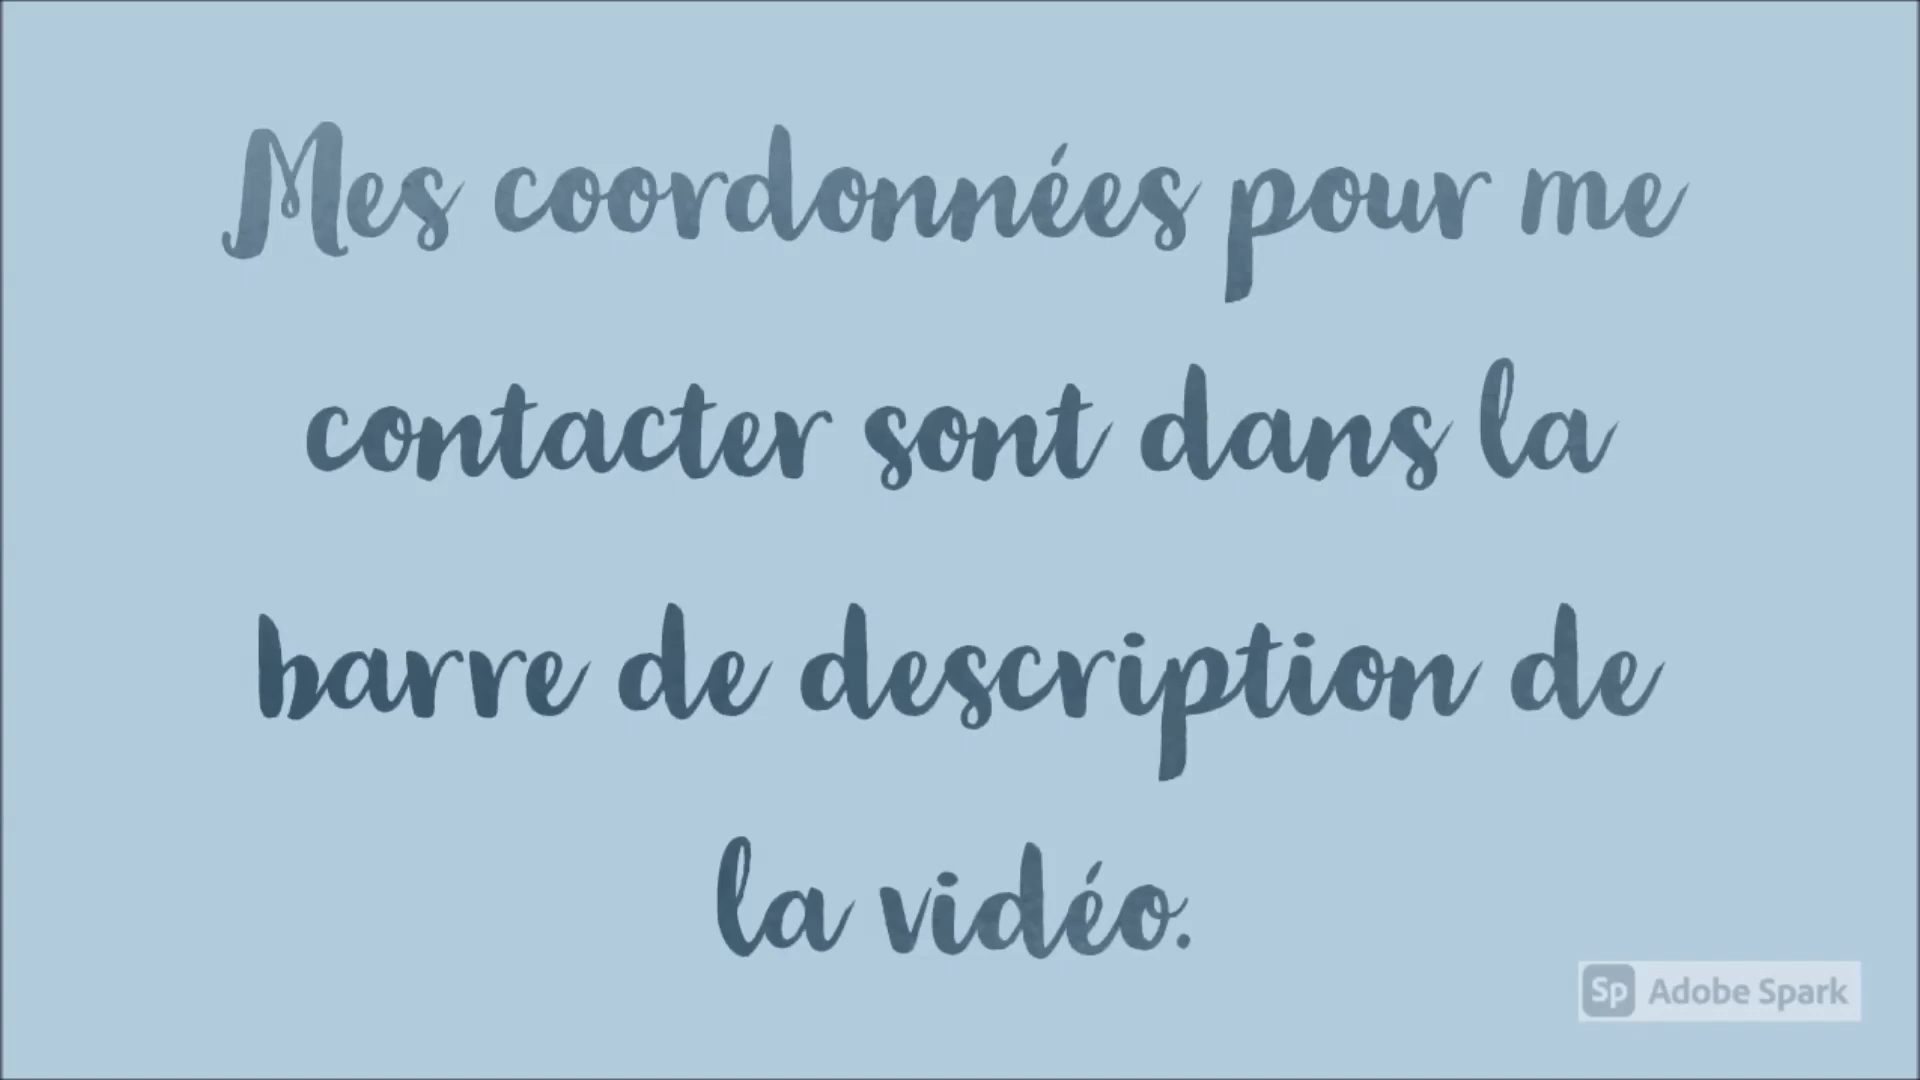 Mes coordonnées pour me
contacter sont dans la
barre de description de
la vidéo.
Sp Adobe Spark